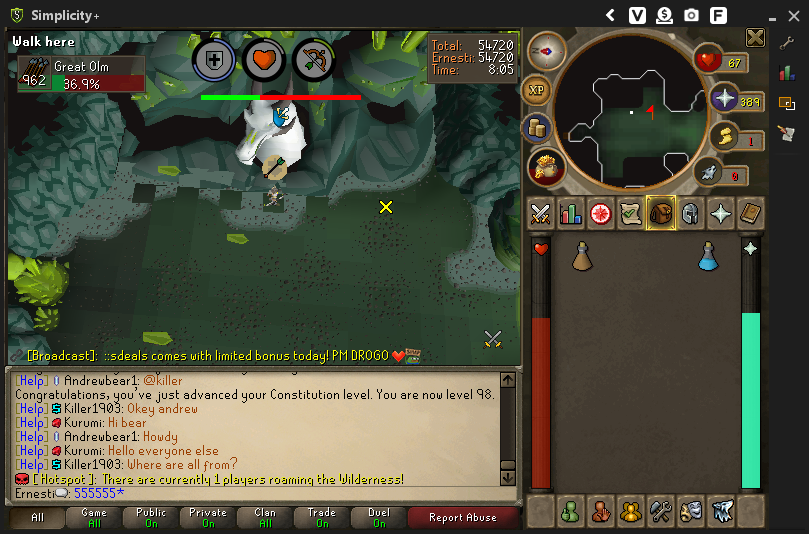 Simplicity+
V
F
Walk here
Great Olm
962
36.9%
Total: 54720
Ernesti: 54720
Time: 8:05
67
XP
389
1
0
[Broadcast]: ::sdeals comes with limited bonus today! PM DROGO
[Help] Andrewbear1: @killer
Congratulations, you've just advanced your Constitution level. You are now level 98.
[Help] Killer1903: Okey andrew
[Help] Kurumi: Hi bear
[Help] Andrewbear1: Howdy
[Help] Kurumi: Hello everyone else
[Help] Killer1903: Where are all from?
[Hotspot]: There are currently 1 players roaming the Wilderness!
Ernesti: 555555*
All
Game
All
Public
On
Private
On
Clan
All
Trade
On
Duel
On
Report Abuse